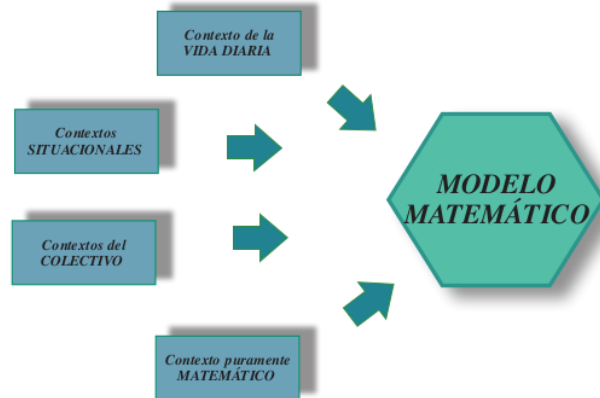 Contexto de la
VIDA DIARIA
Contextos
SITUACIONALES
Contextos del
COLECTIVO
Contexto puramente
MATEMÁTICO
MODELO
MATEMÁTICO